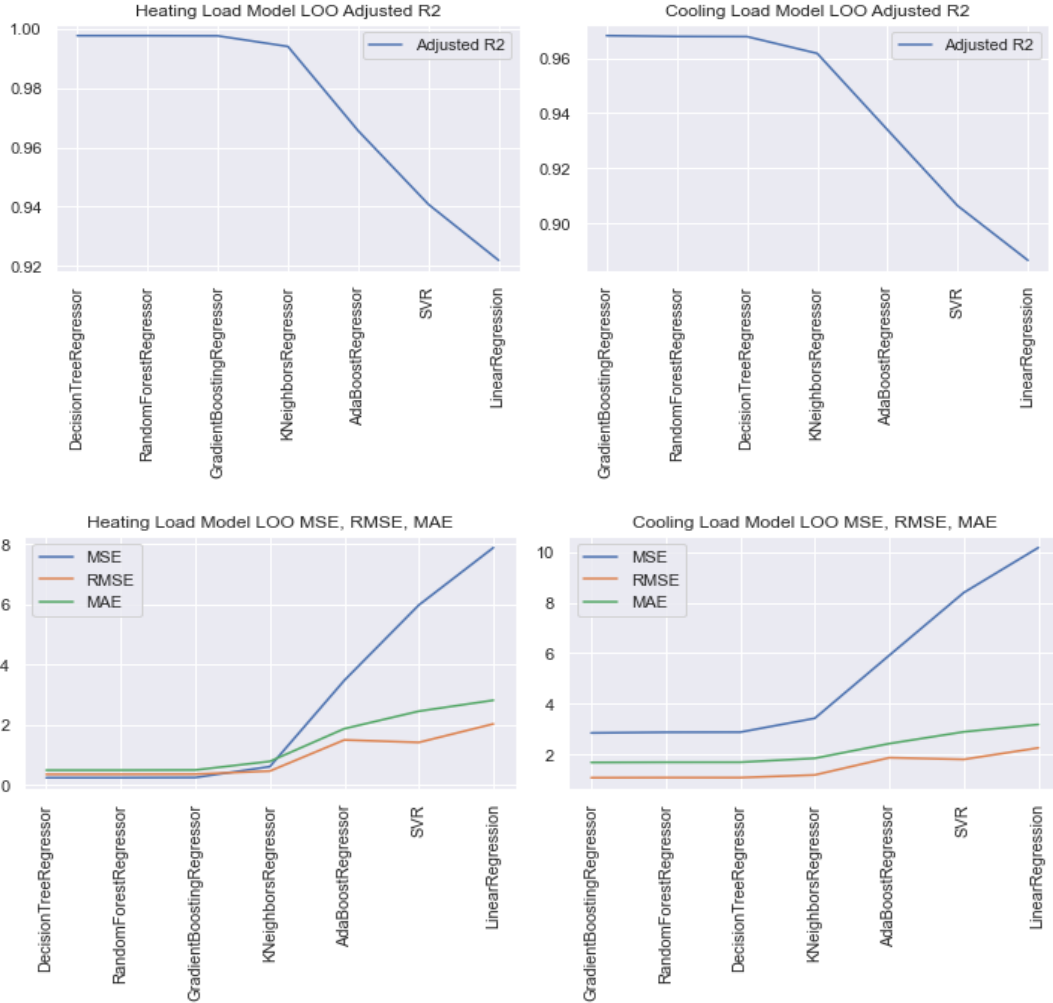 Heating Load Model LOO Adjusted R2
1.00
0.98
0.96
0.94
0.92
Adjusted R2
DecisionTreeRegressor
RandomForestRegressor
GradientBoostingRegressor
KNeighborsRegressor
AdaBoostRegressor
SVR
LinearRegression
Cooling Load Model LOO Adjusted R2
0.96
0.94
0.92
0.90
Adjusted R2
GradientBoostingRegressor
RandomForestRegressor
DecisionTreeRegressor
KNeighborsRegressor
AdaBoostRegressor
SVR
LinearRegression
Heating Load Model LOO MSE, RMSE, MAE
8
6
4
2
0
MSE
RMSE
MAE
DecisionTreeRegressor
RandomForestRegressor
GradientBoostingRegressor
KNeighborsRegressor
AdaBoostRegressor
SVR
LinearRegression
Cooling Load Model LOO MSE, RMSE, MAE
10
8
6
4
2
MSE
RMSE
MAE
GradientBoostingRegressor
RandomForestRegressor
DecisionTreeRegressor
KNeighborsRegressor
AdaBoostRegressor
SVR
LinearRegression